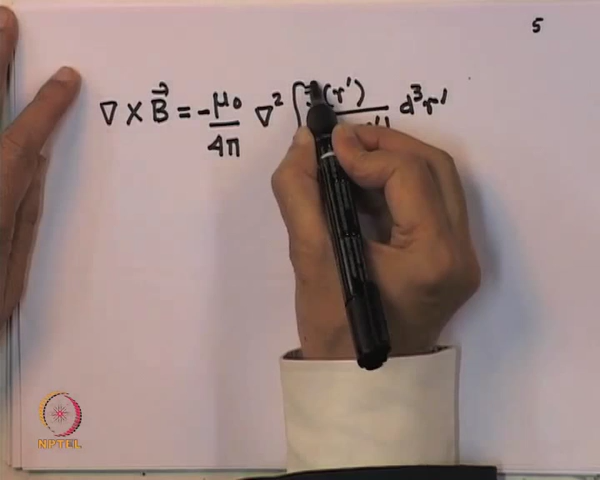 5
∇ × B⃗ = - μ₀/4π ∇² ∫ (r') d³r'
NPTEL